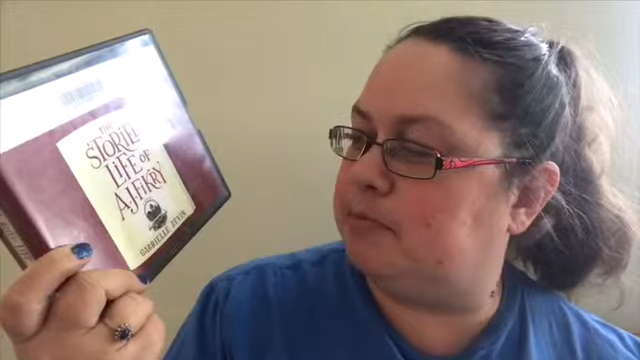 THE
STORIED
LIFE OF
A.J. FIKRY
GABRIELLE ZEVIN